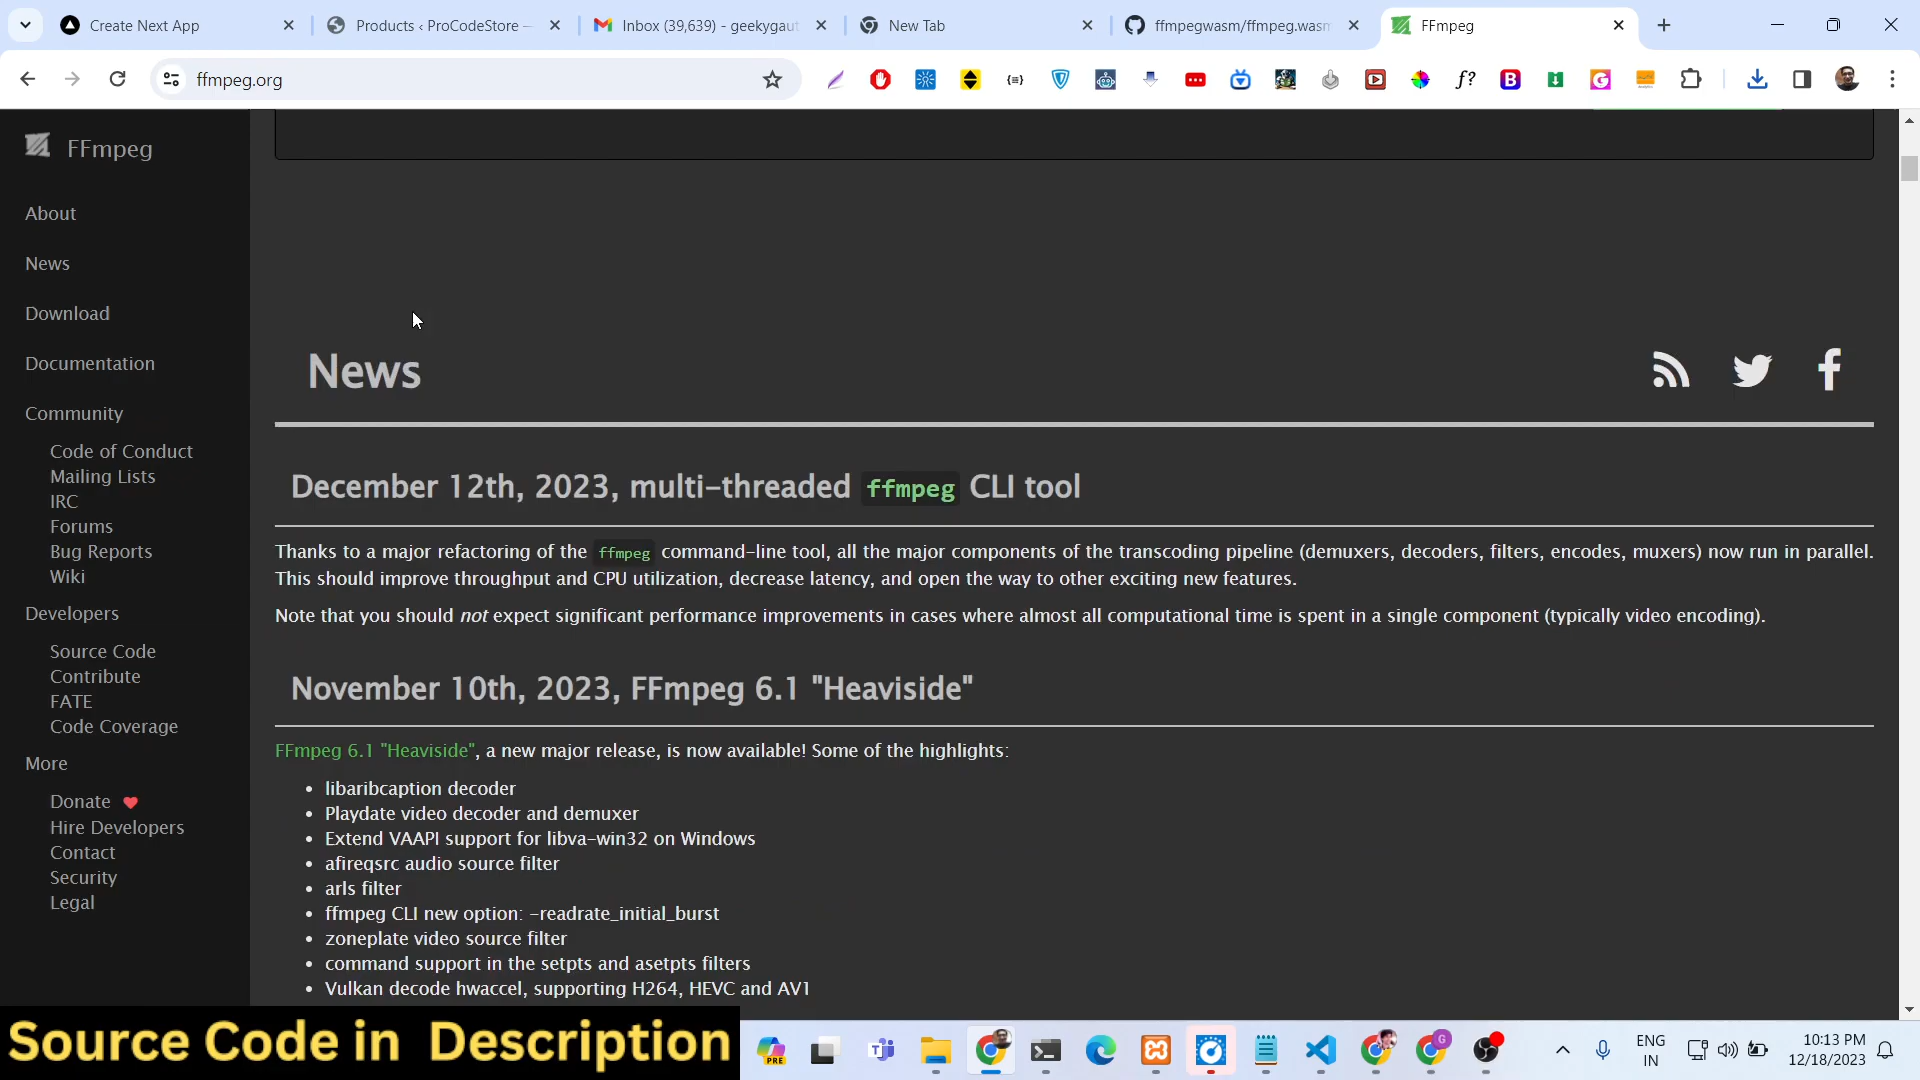 Create Next App
Products ‹ ProCodeStore —
Inbox (39,639) - geekygaut
New Tab
ffmpegwasm/ffmpeg.wasm
FFmpeg
ffmpeg.org
FFmpeg
About
News
Download
Documentation
Community
Code of Conduct
Mailing Lists
IRC
Forums
Bug Reports
Wiki
Developers
Source Code
Contribute
FATE
Code Coverage
More
Donate
Hire Developers
Contact
Security
Legal
News
December 12th, 2023, multi-threaded ffmpeg CLI tool
Thanks to a major refactoring of the ffmpeg command-line tool, all the major components of the transcoding pipeline (demuxers, decoders, filters, encodes, muxers) now run in parallel.
This should improve throughput and CPU utilization, decrease latency, and open the way to other exciting new features.
Note that you should not expect significant performance improvements in cases where almost all computational time is spent in a single component (typically video encoding).
November 10th, 2023, FFmpeg 6.1 "Heaviside"
FFmpeg 6.1 "Heaviside", a new major release, is now available! Some of the highlights:
• libaribcaption decoder
• Playdate video decoder and demuxer
• Extend VAAPI support for libva-win32 on Windows
• afireqsrc audio source filter
• arls filter
• ffmpeg CLI new option: -readrate_initial_burst
• zoneplate video source filter
• command support in the setpts and asetpts filters
• Vulkan decode hwaccel, supporting H264, HEVC and AV1
Source Code in Description
PRE
ENG
IN
10:13 PM
12/18/2023